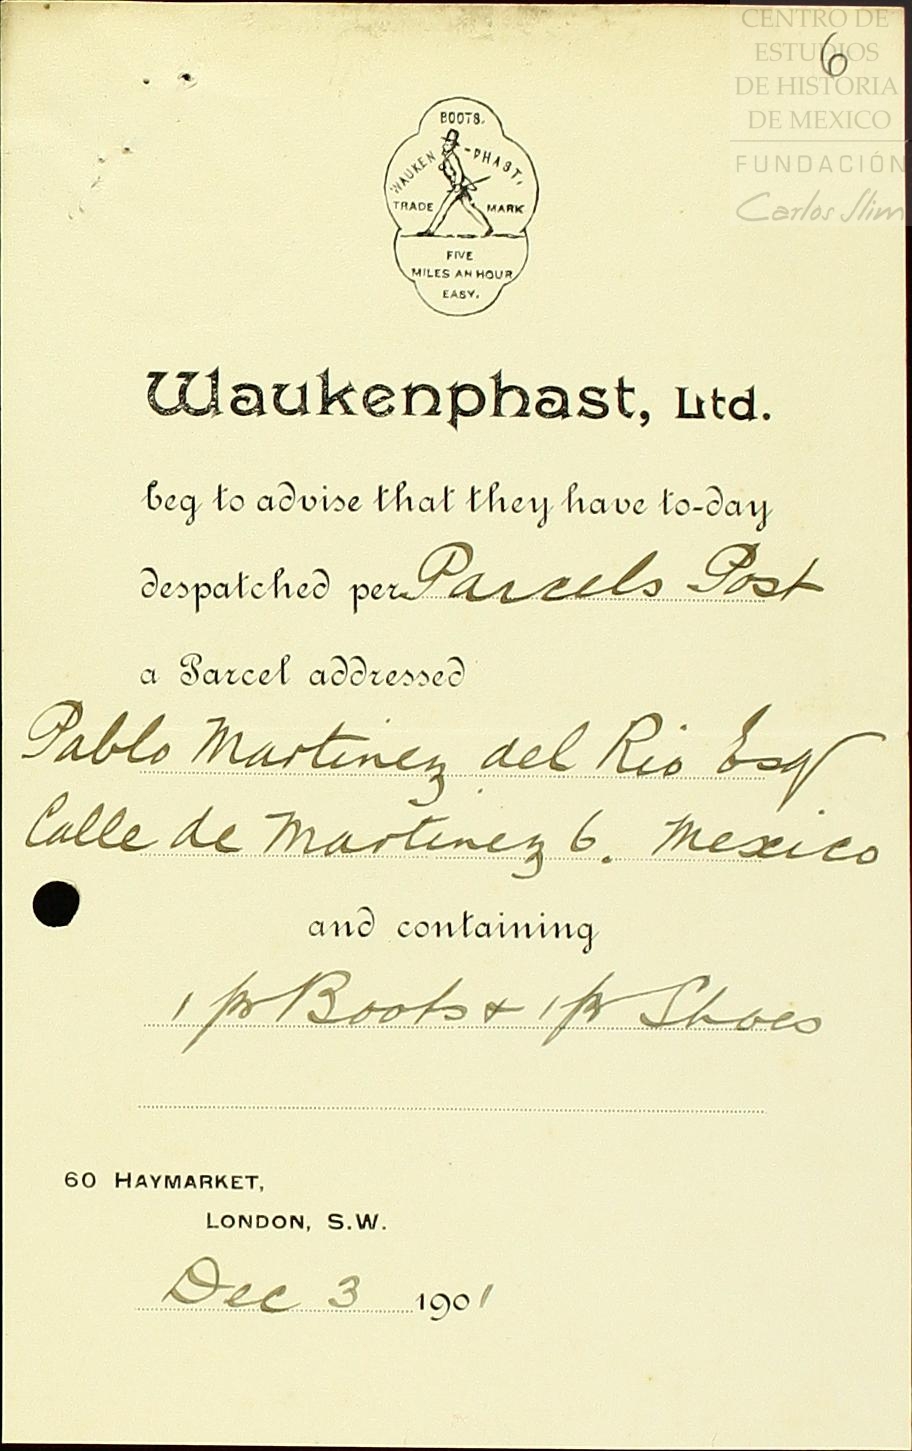 CENTRO DE
ESTUDIOS
DE HISTORIA
DE MEXICO
FUNDACIÓN
Carlos Slim
6
BOOTS.
WAUKEN-PHAST.
TRADE MARK
FIVE
MILES AN HOUR
EASY.
Waukenphast, Ltd.
beg to advise that they have to-day
despatched per Parcels Post
a Parcel addressed
Pablo Martinez del Rio Esqr
Calle de Martinez 6. Mexico
and containing
1 pr Boots & 1 pr Shoes
60 HAYMARKET,
LONDON, S.W.
Dec 3 1901